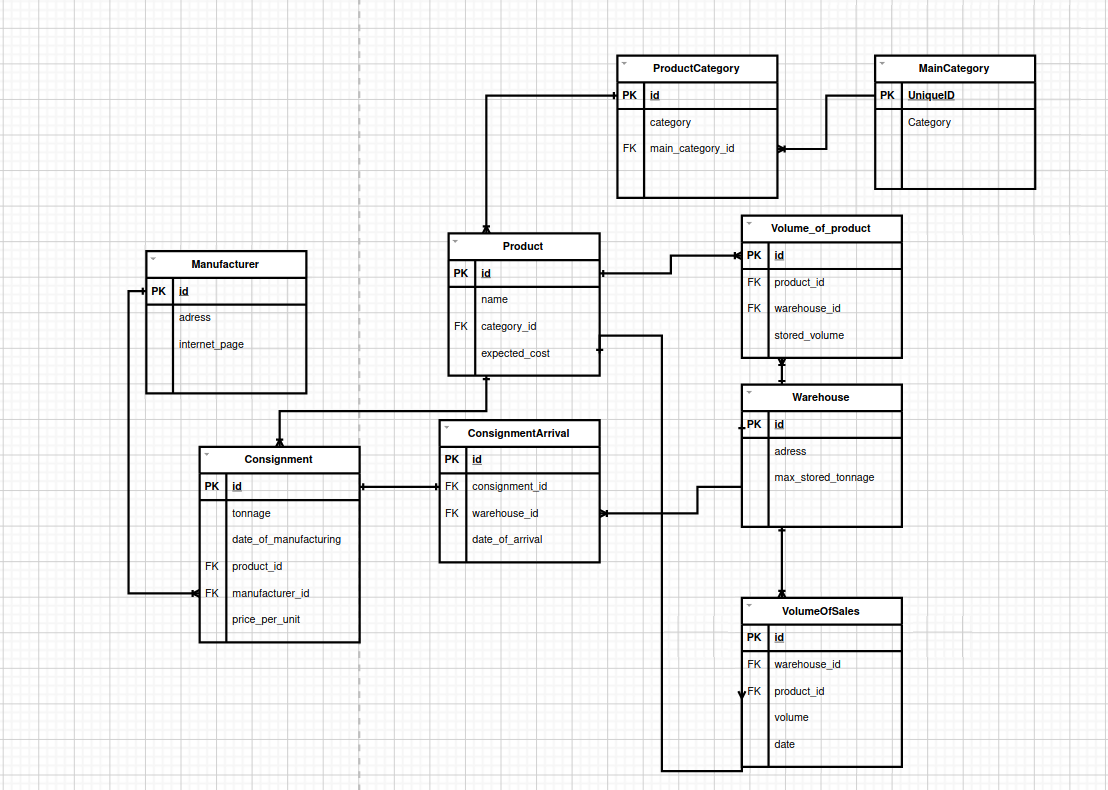 ProductCategory
PK id
category
FK main_category_id
MainCategory
PK UniqueID
Category
Manufacturer
PK id
adress
internet_page
Product
PK id
name
FK category_id
expected_cost
Volume_of_product
PK id
FK product_id
FK warehouse_id
stored_volume
Warehouse
PK id
adress
max_stored_tonnage
Consignment
PK id
tonnage
date_of_manufacturing
FK product_id
FK manufacturer_id
price_per_unit
ConsignmentArrival
PK id
FK consignment_id
FK warehouse_id
date_of_arrival
VolumeOfSales
PK id
FK warehouse_id
FK product_id
volume
date